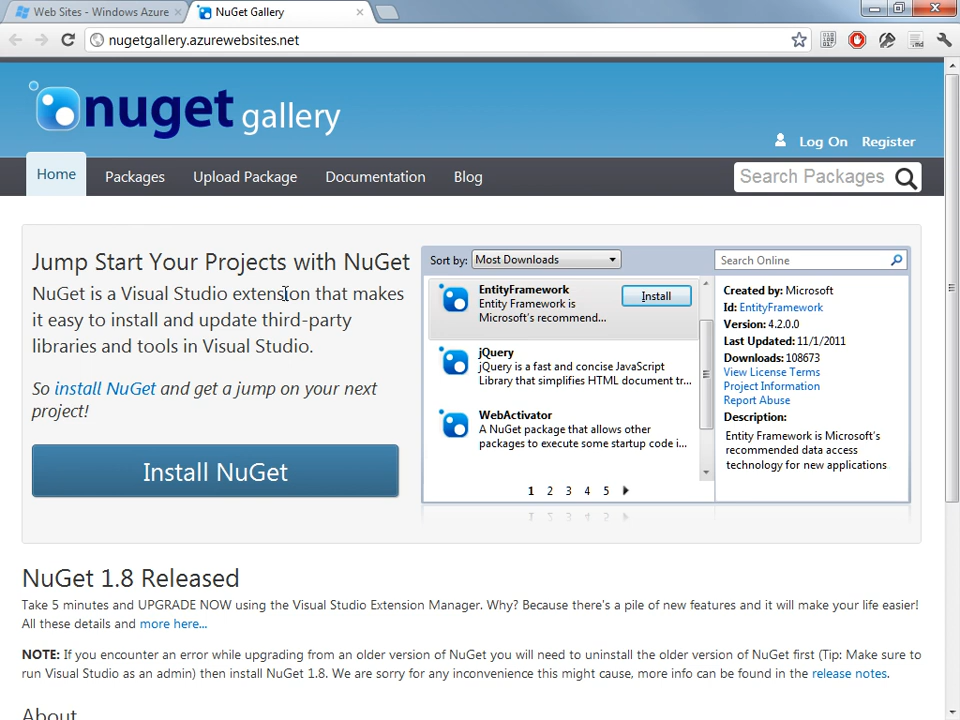 Web Sites - Windows Azure
NuGet Gallery
nugetgallery.azurewebsites.net
nuget gallery
Log On Register
Home Packages Upload Package Documentation Blog
Search Packages
Jump Start Your Projects with NuGet
NuGet is a Visual Studio extension that makes
it easy to install and update third-party
libraries and tools in Visual Studio.
So install NuGet and get a jump on your next
project!
Install NuGet
Sort by: Most Downloads
Search Online
EntityFramework
Entity Framework is
Microsoft's recommend...
Install
jQuery
jQuery is a fast and concise JavaScript
Library that simplifies HTML document tr...
WebActivator
A NuGet package that allows other
packages to execute some startup code i...
1 2 3 4 5
Created by: Microsoft
Id: EntityFramework
Version: 4.2.0.0
Last Updated: 11/1/2011
Downloads: 108673
View License Terms
Project Information
Report Abuse
Description:
Entity Framework is Microsoft's
recommended data access
technology for new applications
NuGet 1.8 Released
Take 5 minutes and UPGRADE NOW using the Visual Studio Extension Manager. Why? Because there's a pile of new features and it will make your life easier!
All these details and more here...
NOTE: If you encounter an error while upgrading from an older version of NuGet you will need to uninstall the older version of NuGet first (Tip: Make sure to
run Visual Studio as an admin) then install NuGet 1.8. We are sorry for any inconvenience this might cause, more info can be found in the release notes.
About